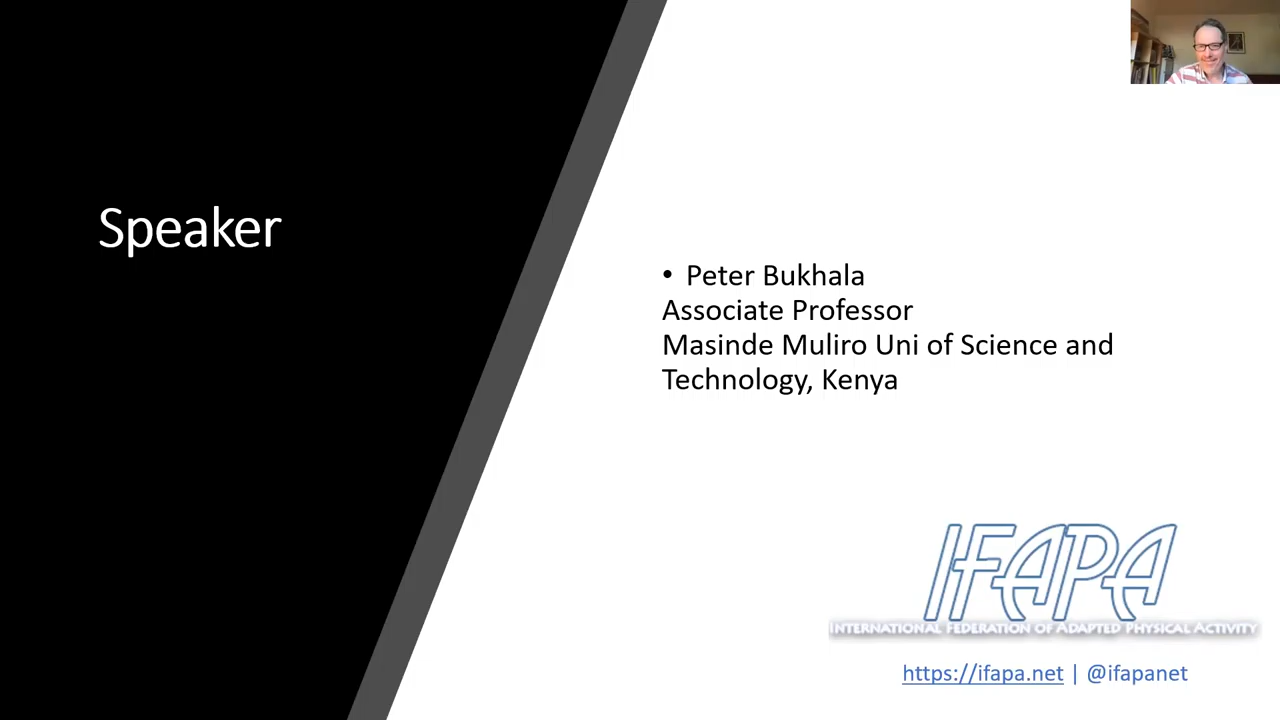 Speaker
• Peter Bukhala
Associate Professor
Masinde Muliro Uni of Science and
Technology, Kenya
IFAPA
INTERNATIONAL FEDERATION OF ADAPTED PHYSICAL ACTIVITY
https://ifapa.net | @ifapanet